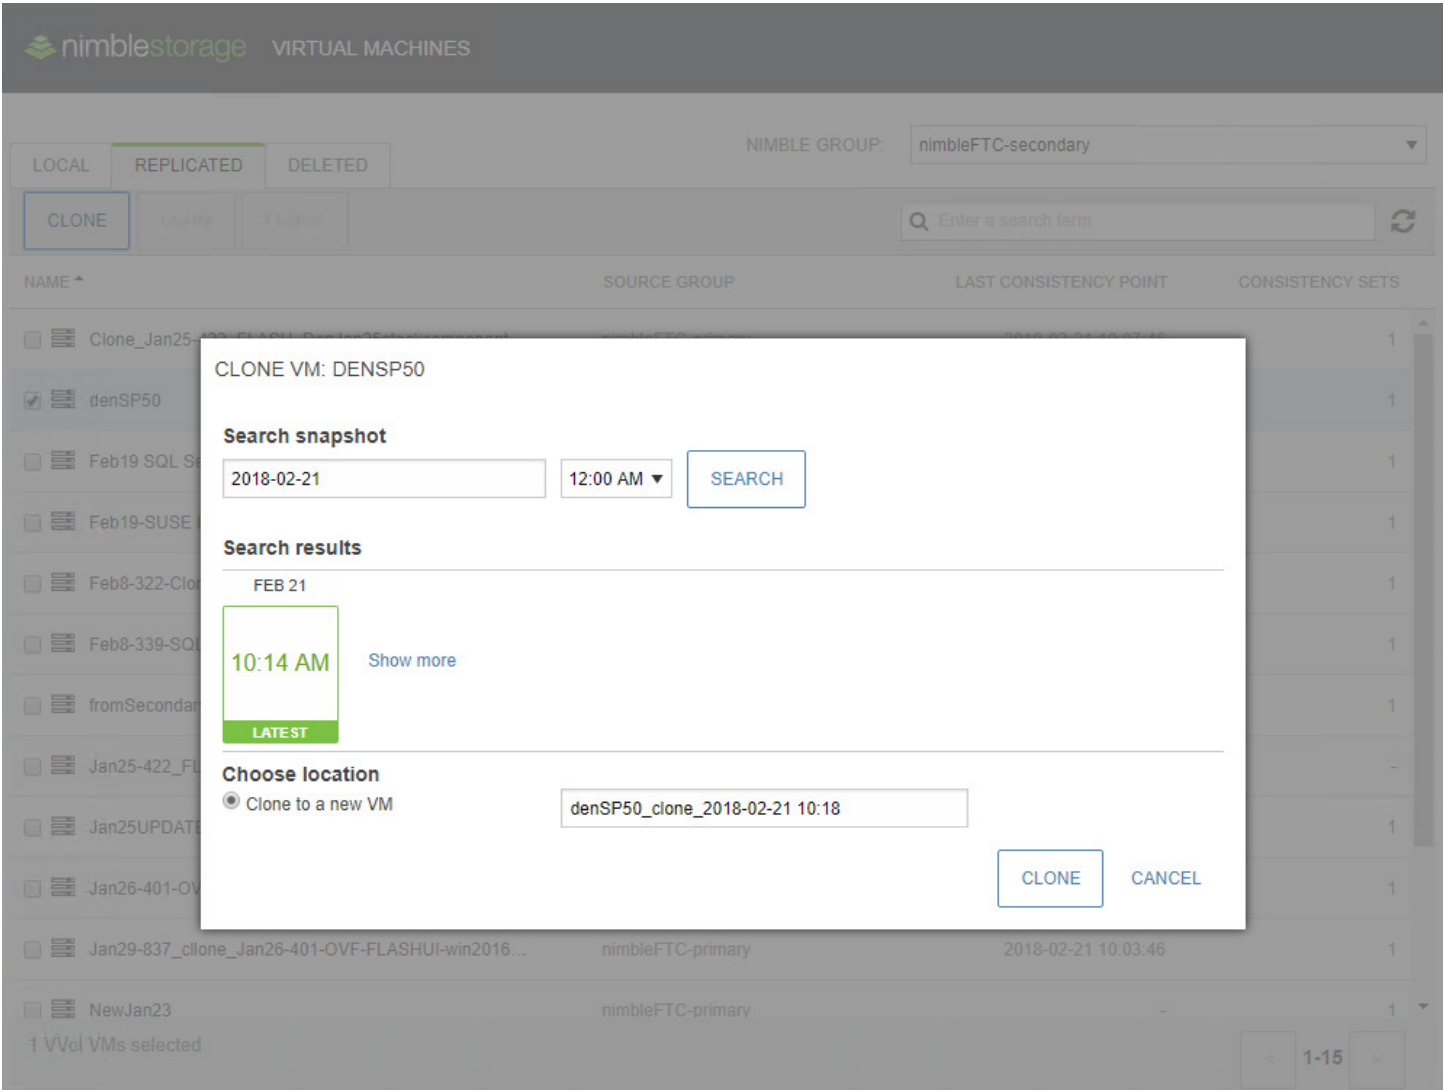 nimblestorage VIRTUAL MACHINES
NIMBLE GROUP: nimbleFTC-secondary
LOCAL REPLICATED DELETED
CLONE
Enter a search term
NAME SOURCE GROUP LAST CONSISTENCY POINT CONSISTENCY SETS
Clone_Jan25- 1
CLONE VM: DENSP50
denSP50 1
Search snapshot
Feb19 SQL 1
2018-02-21 12:00 AM SEARCH
Feb19-SUSE 1
Search results
FEB 21
Feb8-322-Clo 1
Feb8-339-SQL 1
10:14 AM Show more
fromSecondar 1
LATEST
Jan25-422_FL -
Choose location
Clone to a new VM denSP50_clone_2018-02-21 10:18
Jan25UPDATE 1
CLONE CANCEL
Jan26-401-OV 1
Jan29-837_cllone_Jan26-401-OVF-FLASHUI-win2016... nimbleFTC-primary 2018-02-21 10:03:46 1
NewJan23 nimbleFTC-primary - 1
1 VVol VMs selected
< 1-15 >